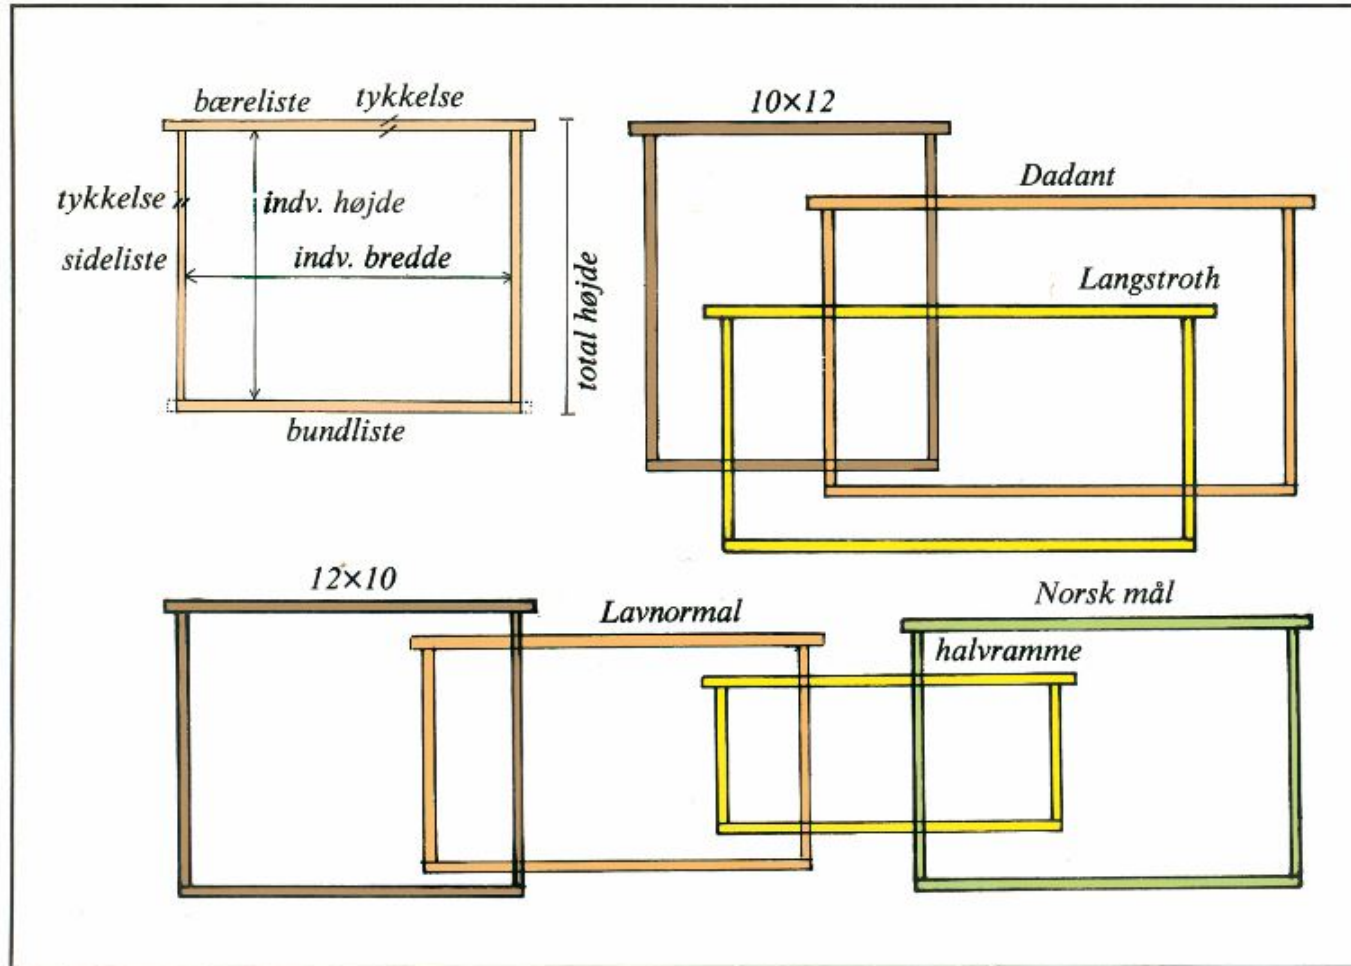 bæreliste
tykkelse
tykkelse
indv. højde
sideliste
indv. bredde
total højde
bundliste
10×12
Dadant
Langstroth
12×10
Lavnormal
halvramme
Norsk mål